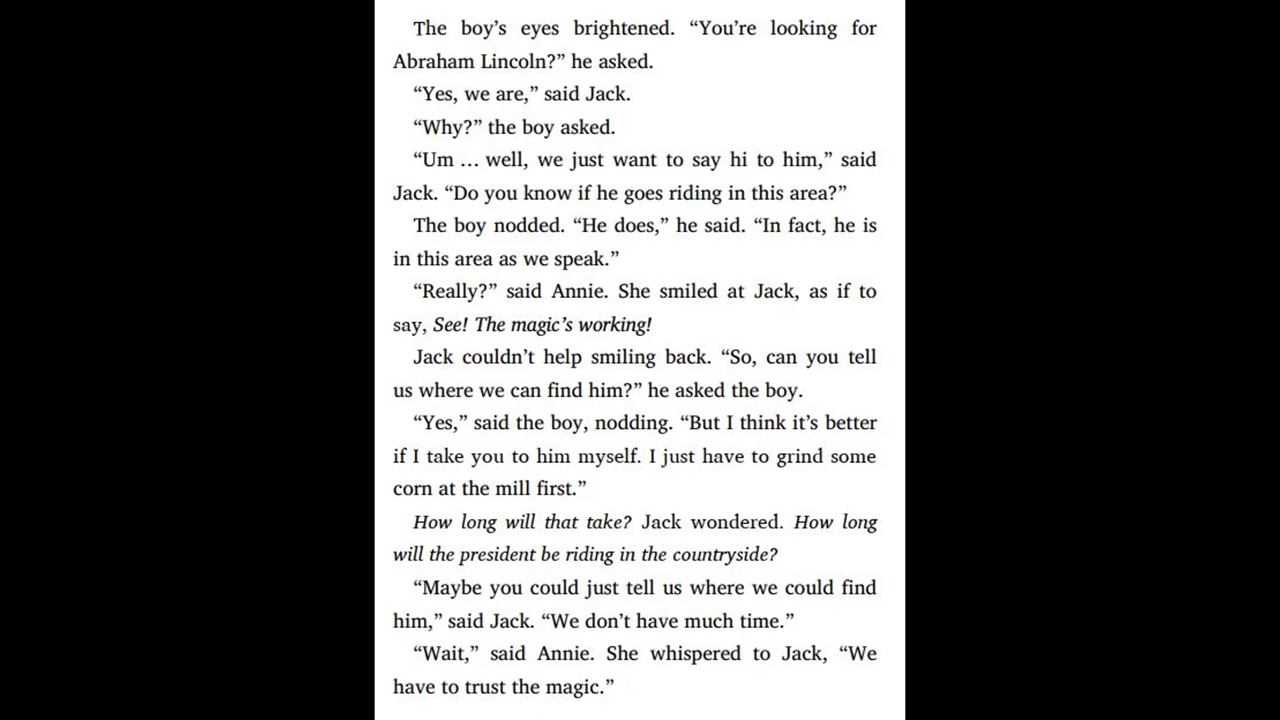 The boy’s eyes brightened. “You’re looking for
Abraham Lincoln?” he asked.
“Yes, we are,” said Jack.
“Why?” the boy asked.
“Um … well, we just want to say hi to him,” said
Jack. “Do you know if he goes riding in this area?”
The boy nodded. “He does,” he said. “In fact, he is
in this area as we speak.”
“Really?” said Annie. She smiled at Jack, as if to
say, See! The magic’s working!
Jack couldn’t help smiling back. “So, can you tell
us where we can find him?” he asked the boy.
“Yes,” said the boy, nodding. “But I think it’s better
if I take you to him myself. I just have to grind some
corn at the mill first.”
How long will that take? Jack wondered. How long
will the president be riding in the countryside?
“Maybe you could just tell us where we could find
him,” said Jack. “We don’t have much time.”
“Wait,” said Annie. She whispered to Jack, “We
have to trust the magic.”